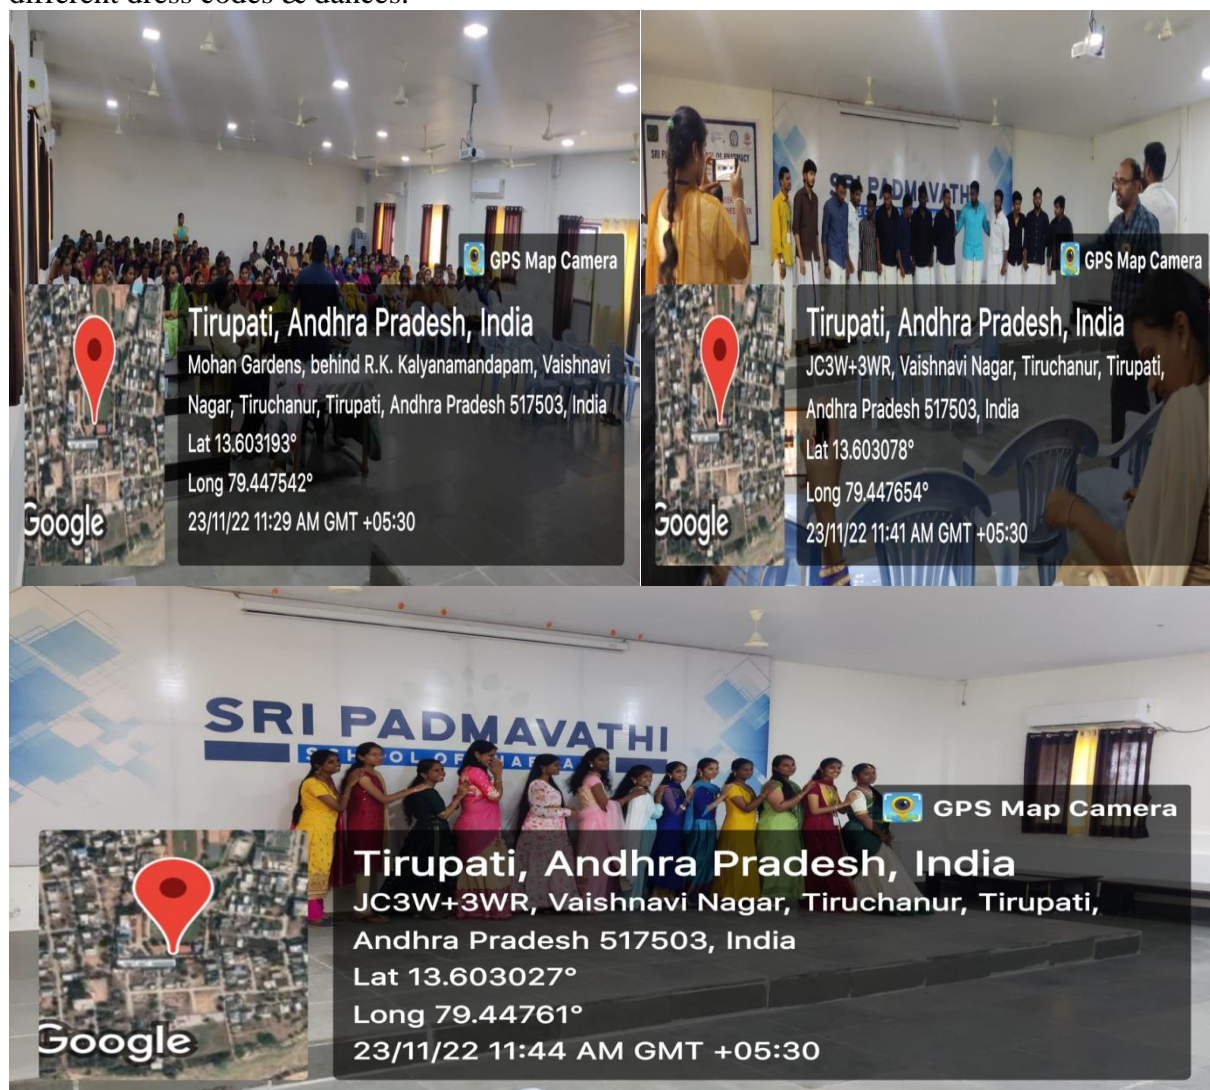 different dress codes & dances.
GPS Map Camera
Tirupati, Andhra Pradesh, India
Mohan Gardens, behind R.K. Kalyanamandapam, Vaishnavi
Nagar, Tiruchanur, Tirupati, Andhra Pradesh 517503, India
Lat 13.603193°
Long 79.447542°
23/11/22 11:29 AM GMT +05:30
Google
SRI PADMAVATHI
GPS Map Camera
Tirupati, Andhra Pradesh, India
JC3W+3WR, Vaishnavi Nagar, Tiruchanur, Tirupati,
Andhra Pradesh 517503, India
Lat 13.603078°
Long 79.447654°
23/11/22 11:41 AM GMT +05:30
Google
SRI PADMAVATHI
SCHOOL OF
GPS Map Camera
Tirupati, Andhra Pradesh, India
JC3W+3WR, Vaishnavi Nagar, Tiruchanur, Tirupati,
Andhra Pradesh 517503, India
Lat 13.603027°
Long 79.44761°
23/11/22 11:44 AM GMT +05:30
Google